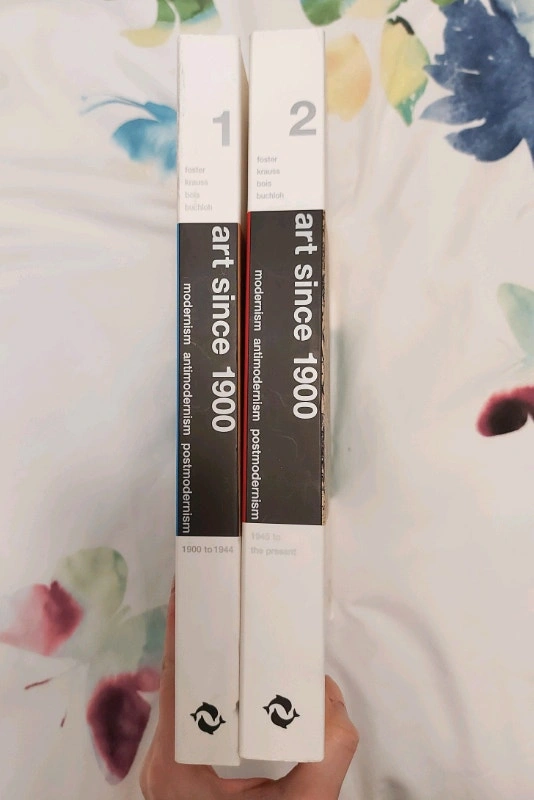 1
foster
krauss
bois
buchloh
art since 1900
modernism antimodernism postmodernism
1900 to 1944
2
foster
krauss
bois
buchloh
art since 1900
modernism antimodernism postmodernism
1945 to
the present